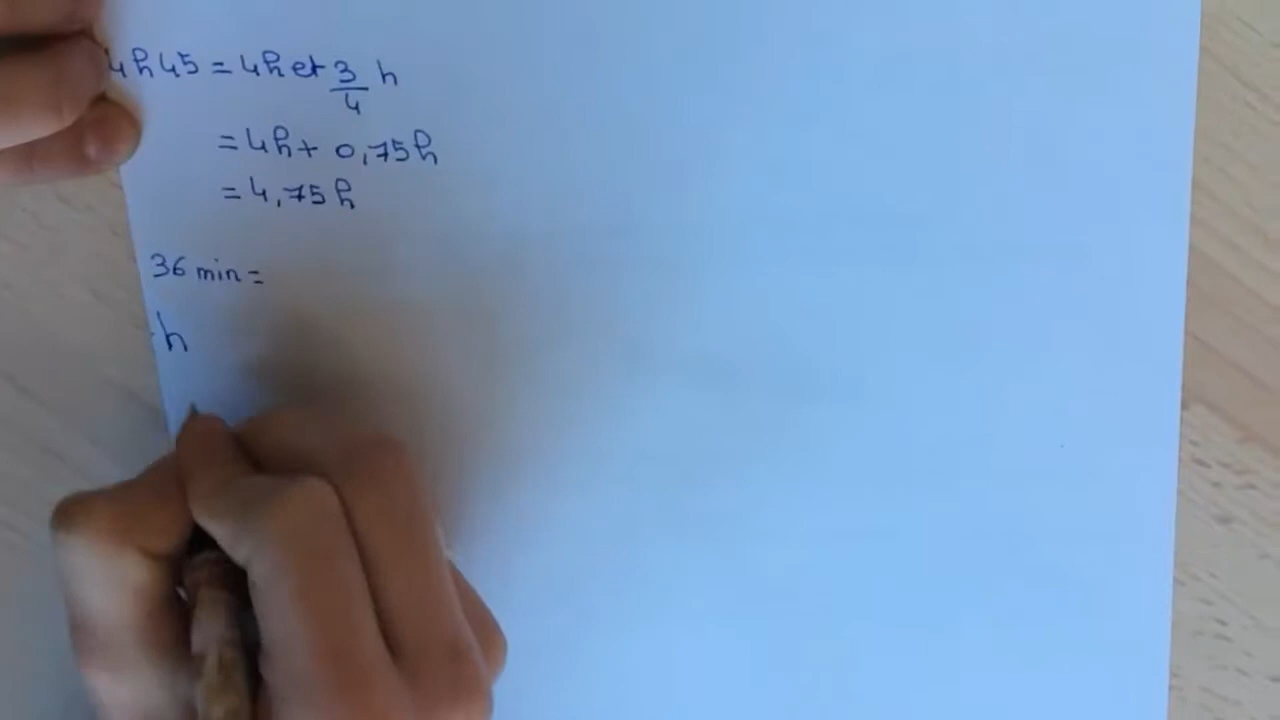 4h45 = 4h et 3/4 h
= 4h + 0,75h
= 4,75h
36 min =
h